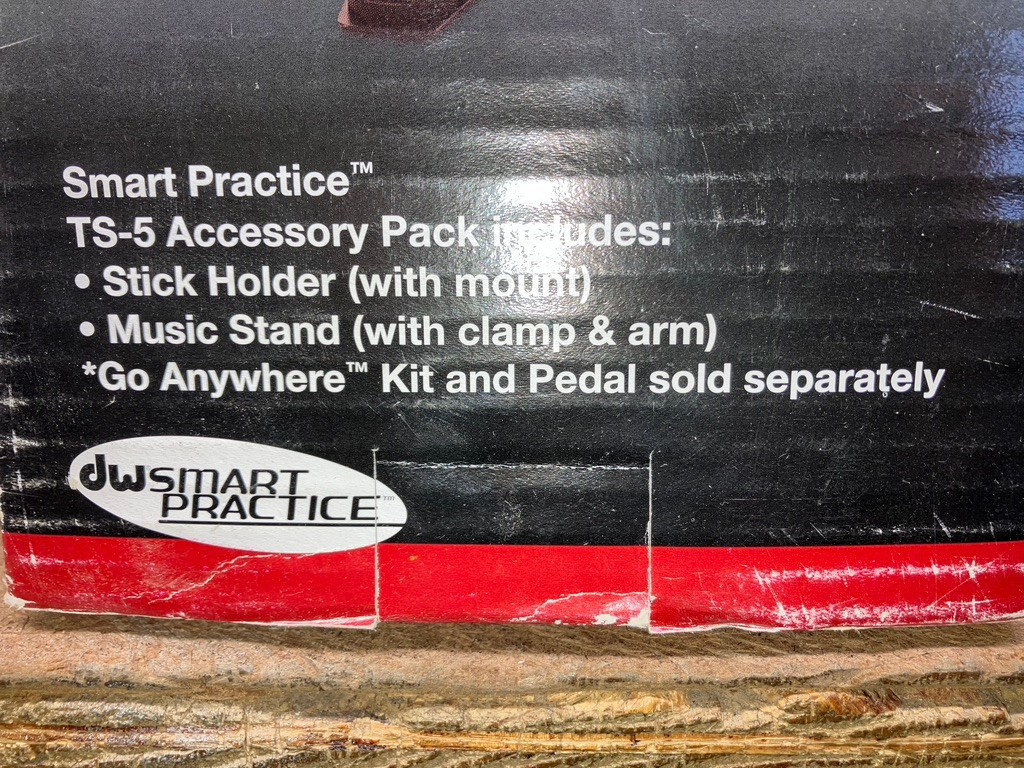 Smart Practice™
TS-5 Accessory Pack includes:
• Stick Holder (with mount)
• Music Stand (with clamp & arm)
*Go Anywhere™ Kit and Pedal sold separately
dw SMART
PRACTICE™